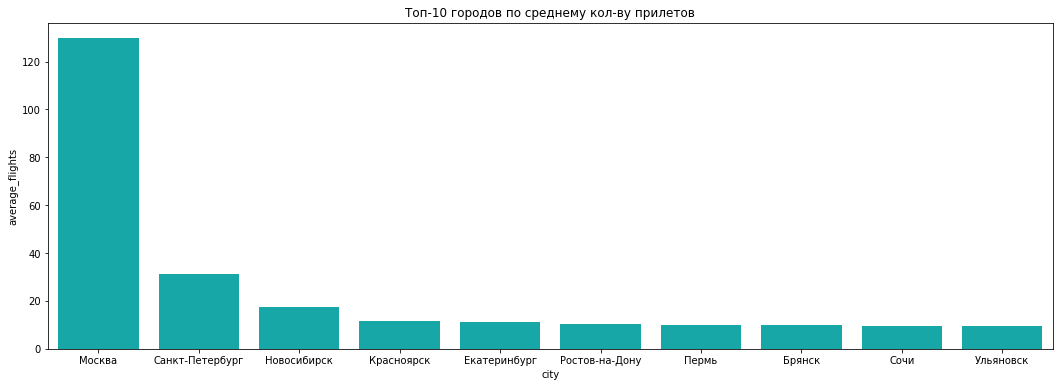 Топ-10 городов по среднему кол-ву прилетов
average_flights
120
100
80
60
40
20
0
Москва Санкт-Петербург Новосибирск Красноярск Екатеринбург Ростов-на-Дону Пермь Брянск Сочи Ульяновск
city